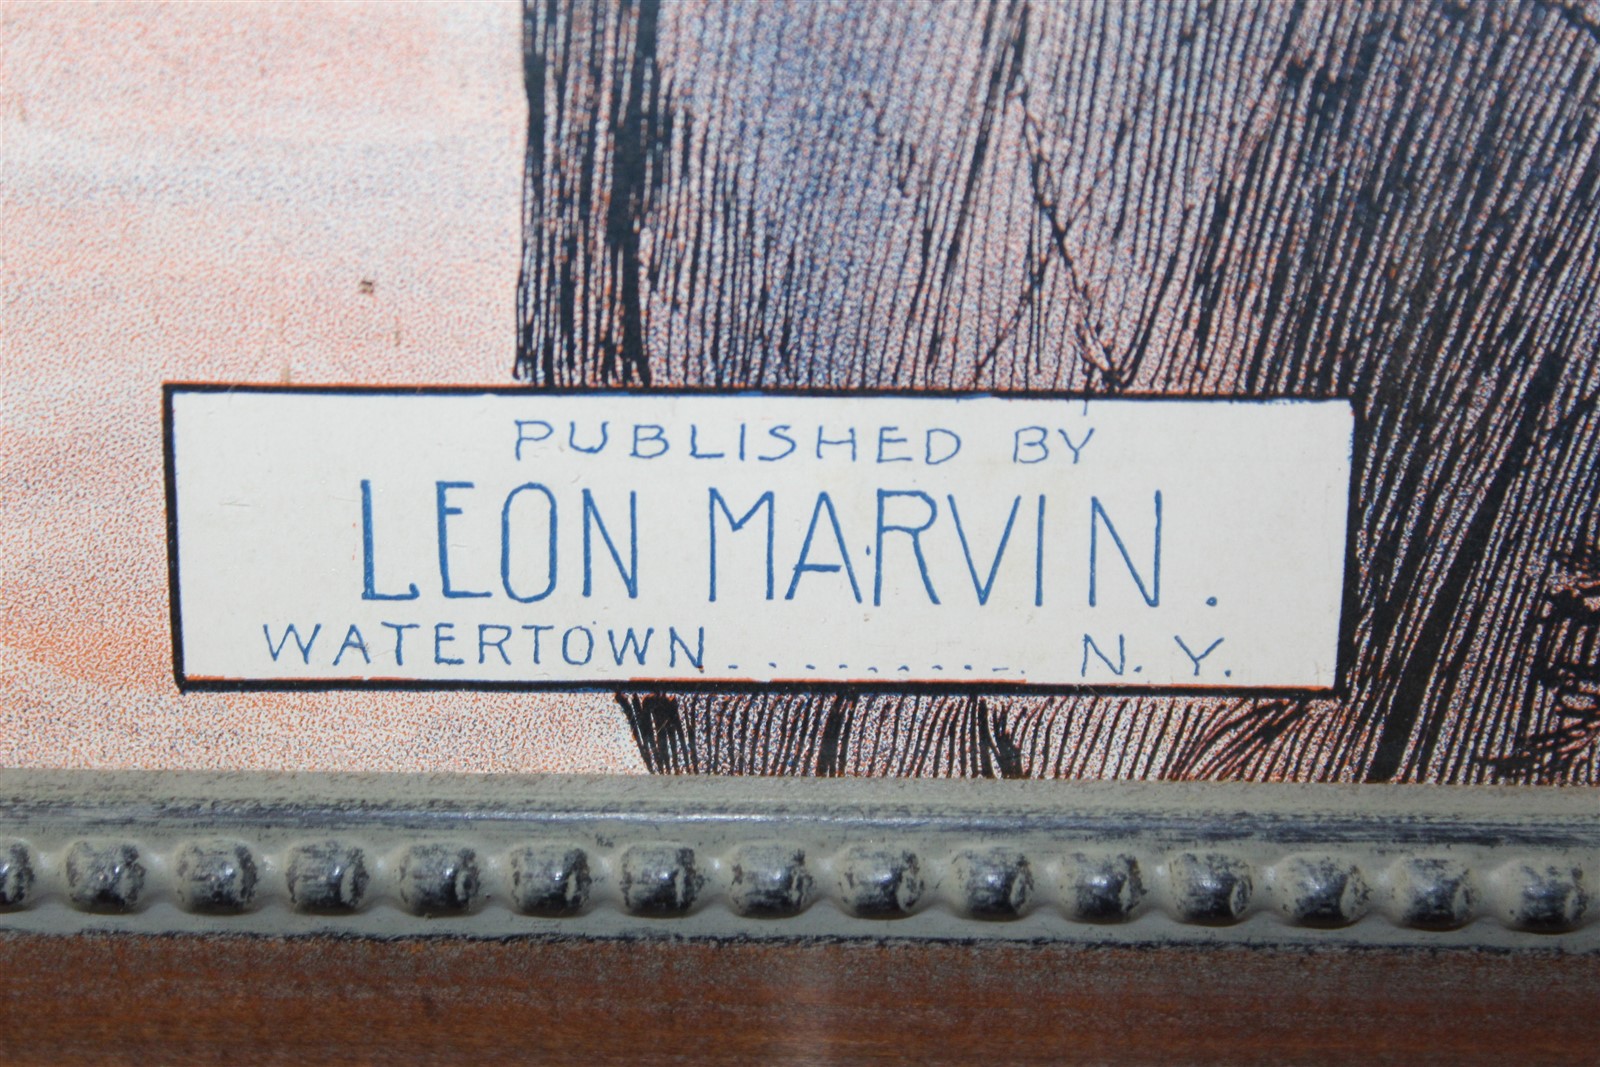 PUBLISHED BY
LEON MARVIN.
WATERTOWN............ N.Y.